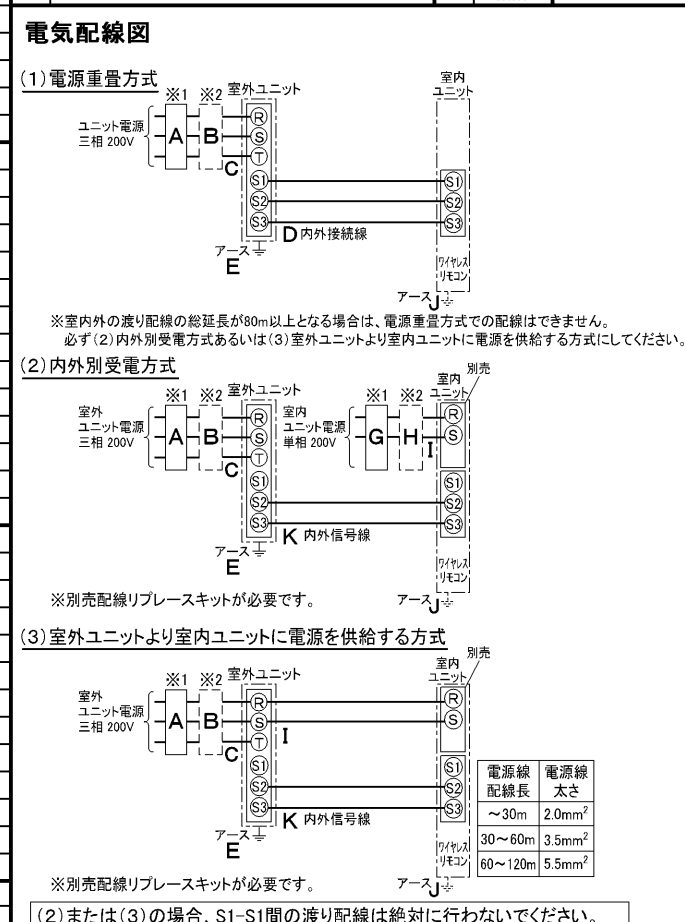 電気配線図
(1)電源重畳方式
※1 ※2 室外ユニット
室内
ユニット
ユニット電源
三相 200V
A B C
R
S
T
S1
S2
S3
S1
S2
S3
D 内外接続線
アース
E
ワイヤレス
リモコン
アース J
※室内外の渡り配線の総延長が80m以上となる場合は、電源重畳方式での配線はできません。
必ず(2)内外別受電方式あるいは(3)室外ユニットより室内ユニットに電源を供給する方式にしてください。
(2)内外別受電方式
※1 ※2 室外ユニット
※1 ※2
室内
ユニット
別売
室外
ユニット電源
三相 200V
A B C
R
S
T
S1
S2
S3
室内
ユニット電源
単相 200V
G H I
R
S
S1
S2
S3
K 内外信号線
アース
E
ワイヤレス
リモコン
アース J
※別売配線リプレースキットが必要です。
(3)室外ユニットより室内ユニットに電源を供給する方式
※1 ※2 室外ユニット
室内
ユニット
別売
室外
ユニット電源
三相 200V
A B C
R
S
T
S1
S2
S3
I
R
S
S1
S2
S3
K 内外信号線
アース
E
ワイヤレス
リモコン
アース J
電源線配線長 電源線太さ
～30m 2.0mm²
30～60m 3.5mm²
60～120m 5.5mm²
※別売配線リプレースキットが必要です。
(2)または(3)の場合、S1-S1間の渡り配線は絶対に行わないでください。